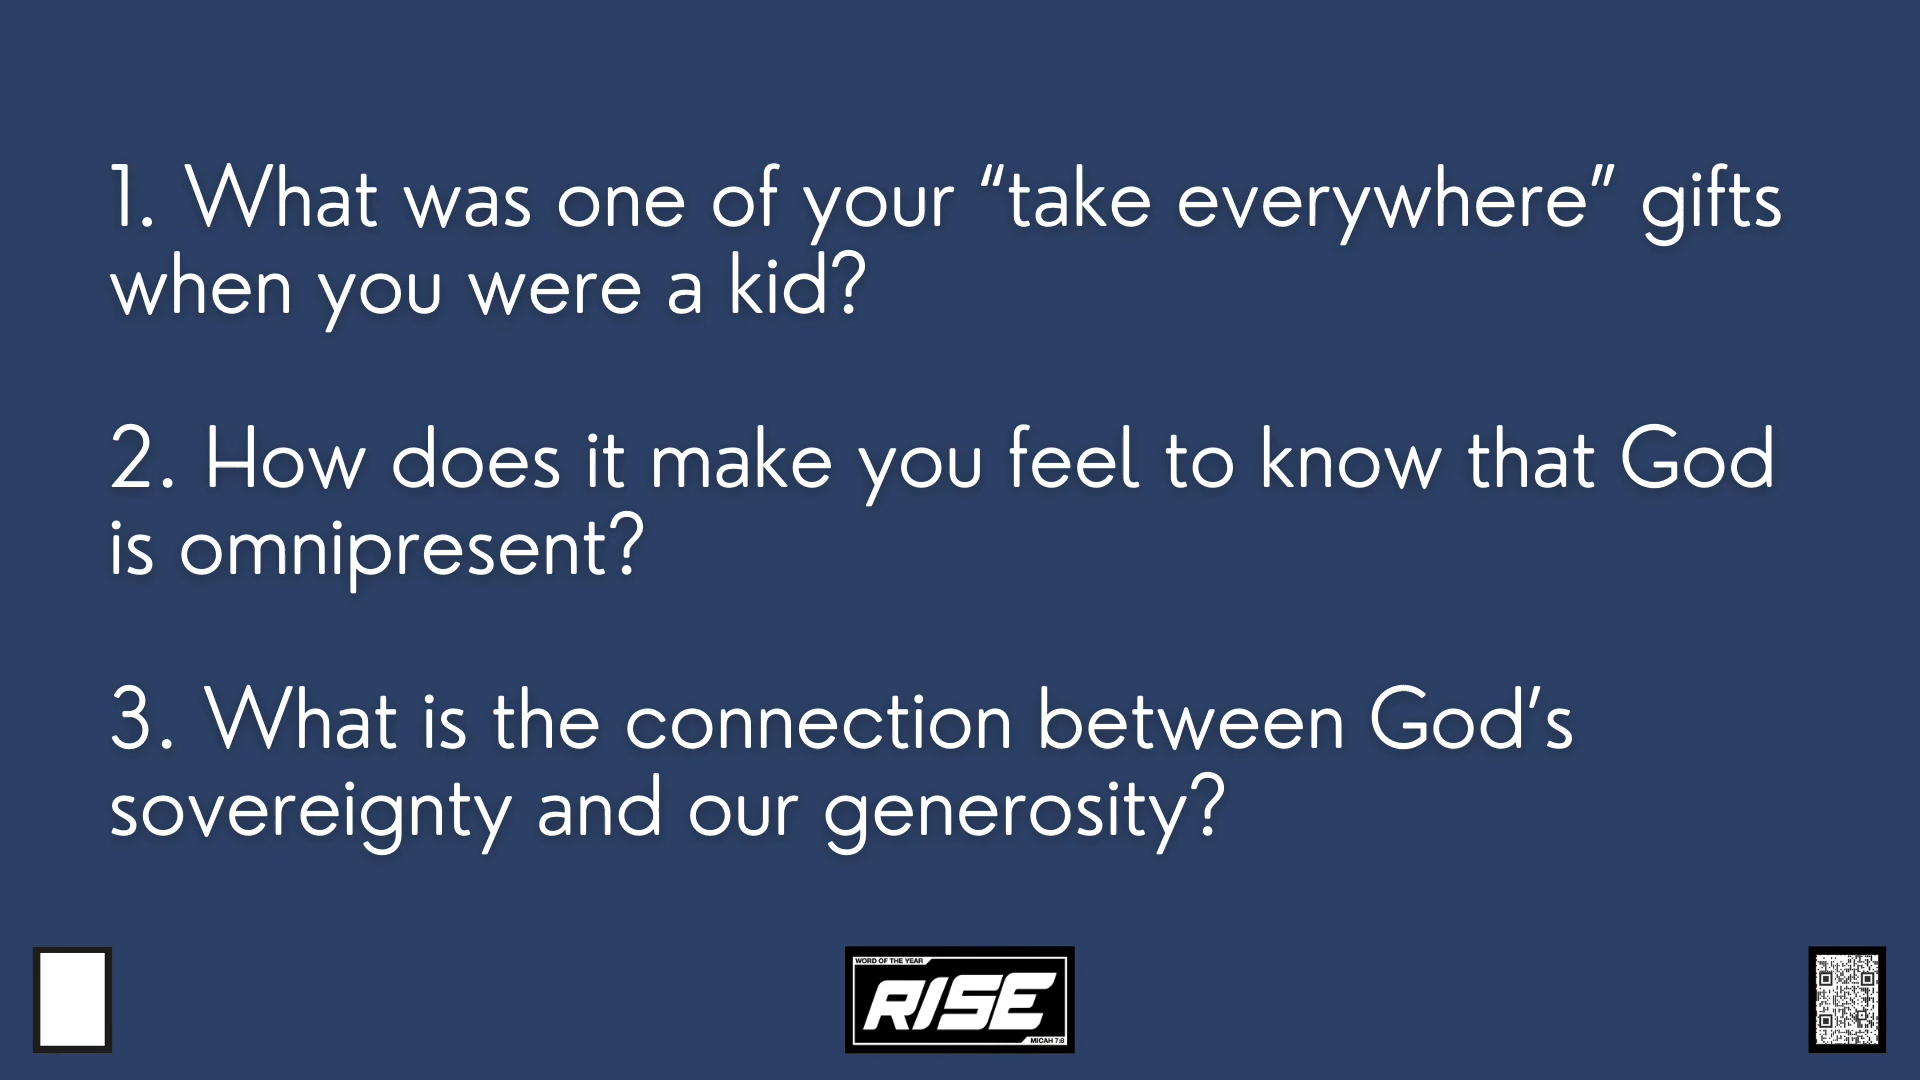 1. What was one of your “take everywhere” gifts
when you were a kid?
2. How does it make you feel to know that God
is omnipresent?
3. What is the connection between God’s
sovereignty and our generosity?
WORD OF THE YEAR
RISE
MICAH 7:8